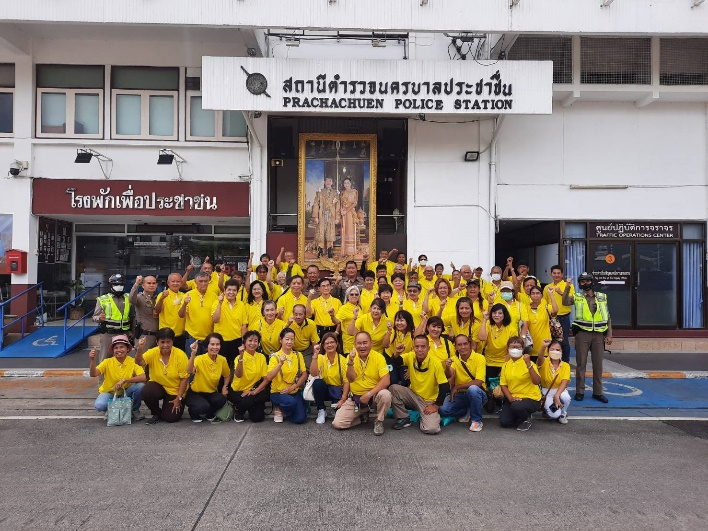 สถานีตำรวจนครบาลประชาชื่น
PRACHACHUEN POLICE STATION
โรงพักเพื่อประชาชน
ศูนย์ปฏิบัติการจราจร
TRAFFIC OPERATIONS CENTER